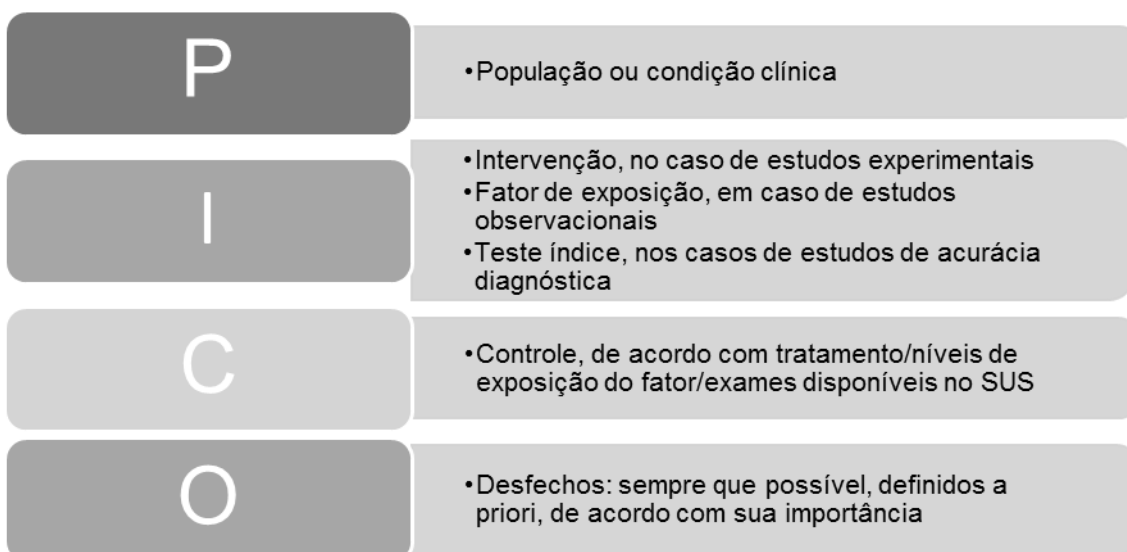 P
•População ou condição clínica
I
•Intervenção, no caso de estudos experimentais
•Fator de exposição, em caso de estudos
observacionais
•Teste índice, nos casos de estudos de acurácia
diagnóstica
C
•Controle, de acordo com tratamento/níveis de
exposição do fator/exames disponíveis no SUS
O
•Desfechos: sempre que possível, definidos a
priori, de acordo com sua importância